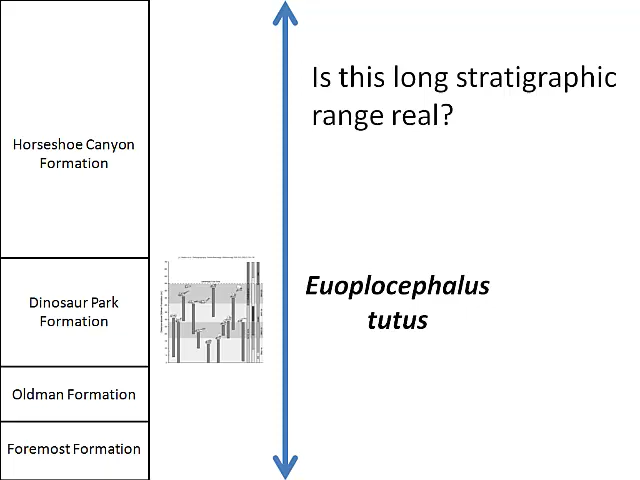 Is this long stratigraphic
range real?
Horseshoe Canyon
Formation
Dinosaur Park
Formation
Euoplocephalus
tutus
Oldman Formation
Foremost Formation